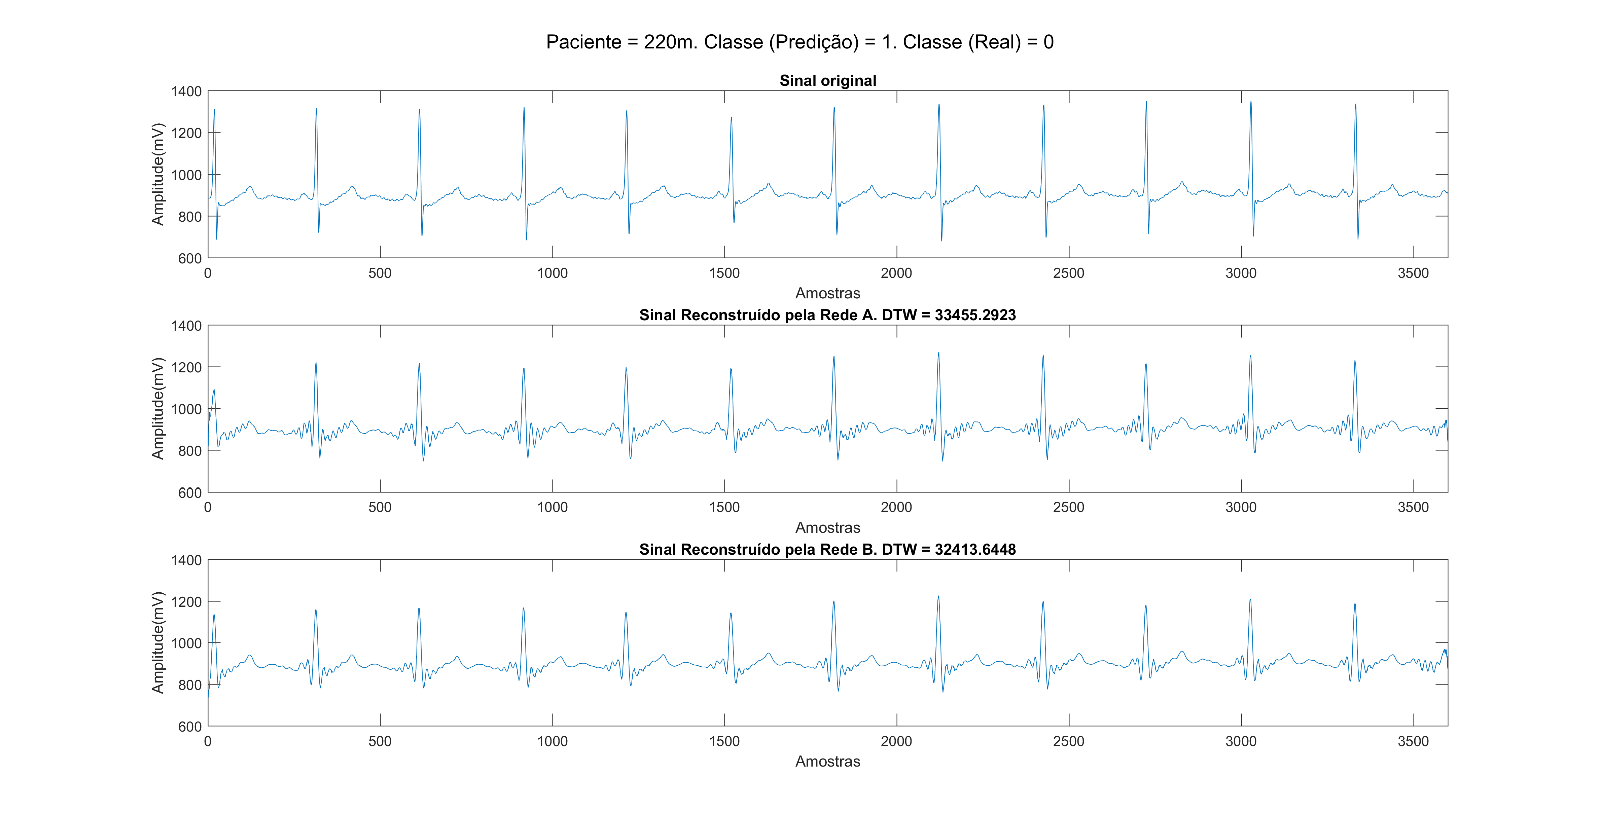 Paciente = 220m. Classe (Predição) = 1. Classe (Real) = 0
Sinal original
1400
1200
1000
800
600
Amplitude(mV)
0 500 1000 1500 2000 2500 3000 3500
Amostras
Sinal Reconstruído pela Rede A. DTW = 33455.2923
1400
1200
1000
800
600
Amplitude(mV)
0 500 1000 1500 2000 2500 3000 3500
Amostras
Sinal Reconstruído pela Rede B. DTW = 32413.6448
1400
1200
1000
800
600
Amplitude(mV)
0 500 1000 1500 2000 2500 3000 3500
Amostras